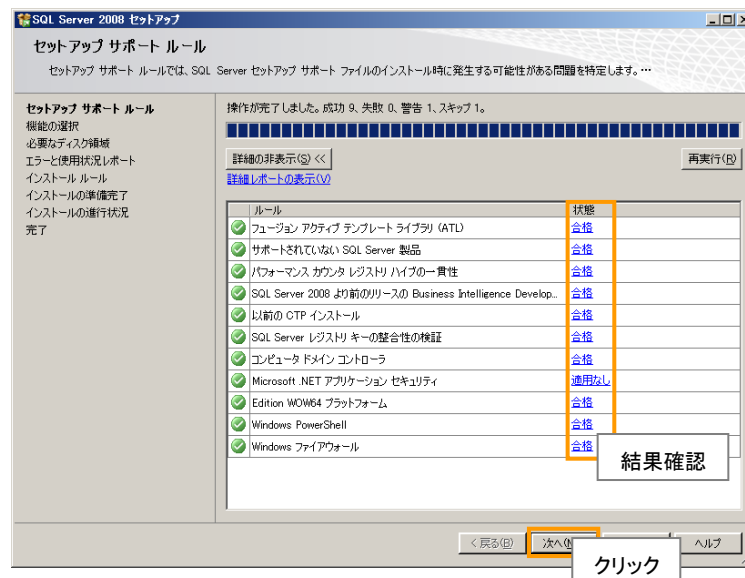 SQL Server 2008 セットアップ
セットアップ サポート ルール
セットアップ サポート ルールでは、SQL Server セットアップ サポート ファイルのインストール時に発生する可能性がある問題を特定します。…
セットアップ サポート ルール
機能の選択
必要なディスク領域
エラーと使用状況レポート
インストール ルール
インストールの準備完了
インストールの進行状況
完了
操作が完了しました。成功 9、失敗 0、警告 1、スキップ 1。
詳細の非表示(S) <<
再実行(R)
詳細レポートの表示(V)
ルール 状態
フュージョン アクティブ テンプレート ライブラリ (ATL) 合格
サポートされていない SQL Server 製品 合格
パフォーマンス カウンタ レジストリ ハイブの一貫性 合格
SQL Server 2008 より前のリリースの Business Intelligence Develop... 合格
以前の CTP インストール 合格
SQL Server レジストリ キーの整合性の検証 合格
コンピュータ ドメイン コントローラ 合格
Microsoft .NET アプリケーション セキュリティ 適用なし
Edition WOW64 プラットフォーム 合格
Windows PowerShell 合格
Windows ファイアウォール 合格
結果確認
< 戻る(B)
次へ(N
ヘルプ
クリック